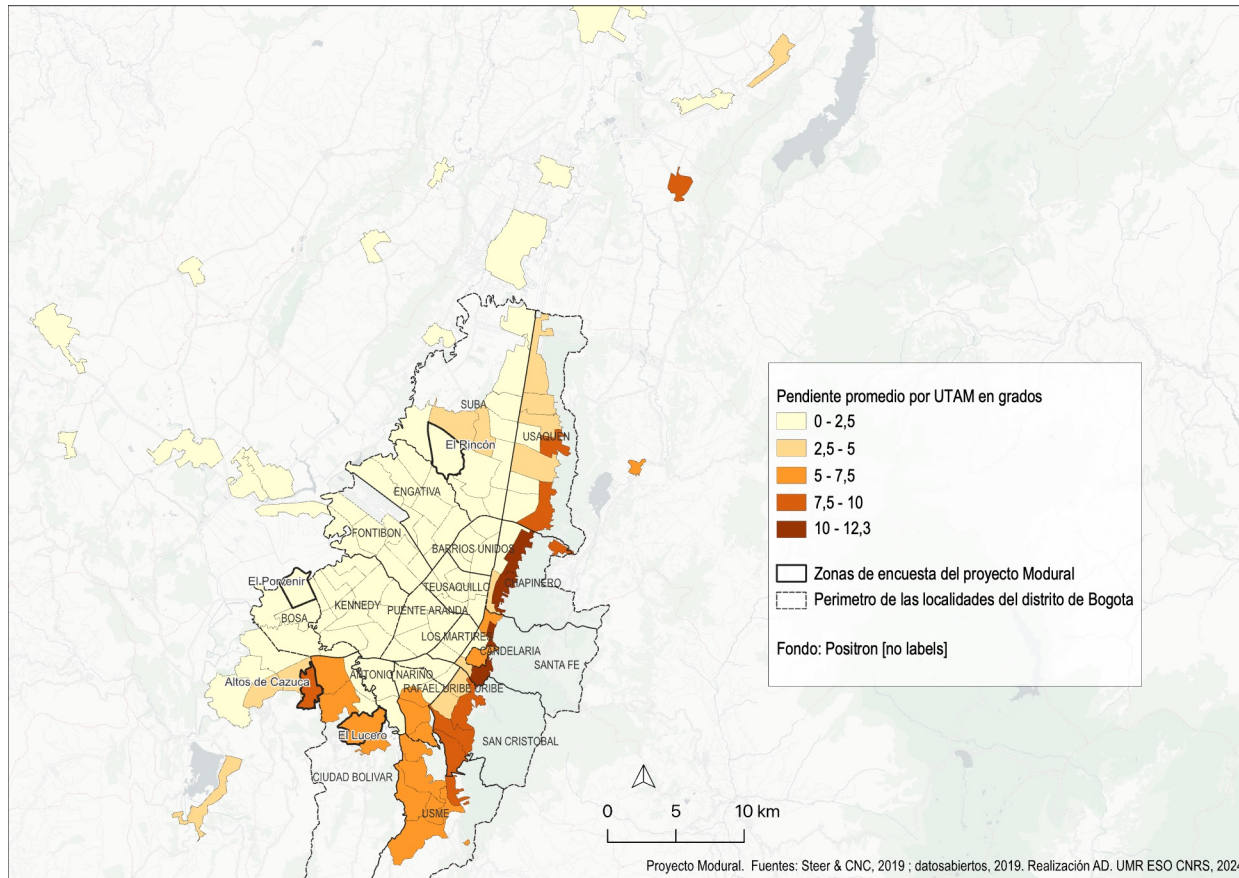 SUBA
El Rincón
USAQUEN
ENGATIVA
FONTIBON
BARRIOS UNIDOS
El Porvenir
TEUSAQUILLO
CHAPINERO
KENNEDY
PUENTE ARANDA
BOSA
LOS MARTIRES
CANDELARIA
SANTA FE
Altos de Cazuca
ANTONIO NARIÑO
RAFAEL URIBE URIBE
El Lucero
SAN CRISTOBAL
CIUDAD BOLIVAR
USME
Pendiente promedio por UTAM en grados
0 - 2,5
2,5 - 5
5 - 7,5
7,5 - 10
10 - 12,3
Zonas de encuesta del proyecto Modural
Perimetro de las localidades del distrito de Bogota
Fondo: Positron [no labels]
0 5 10 km
Proyecto Modural. Fuentes: Steer & CNC, 2019 ; datosabiertos, 2019. Realización AD. UMR ESO CNRS, 2024